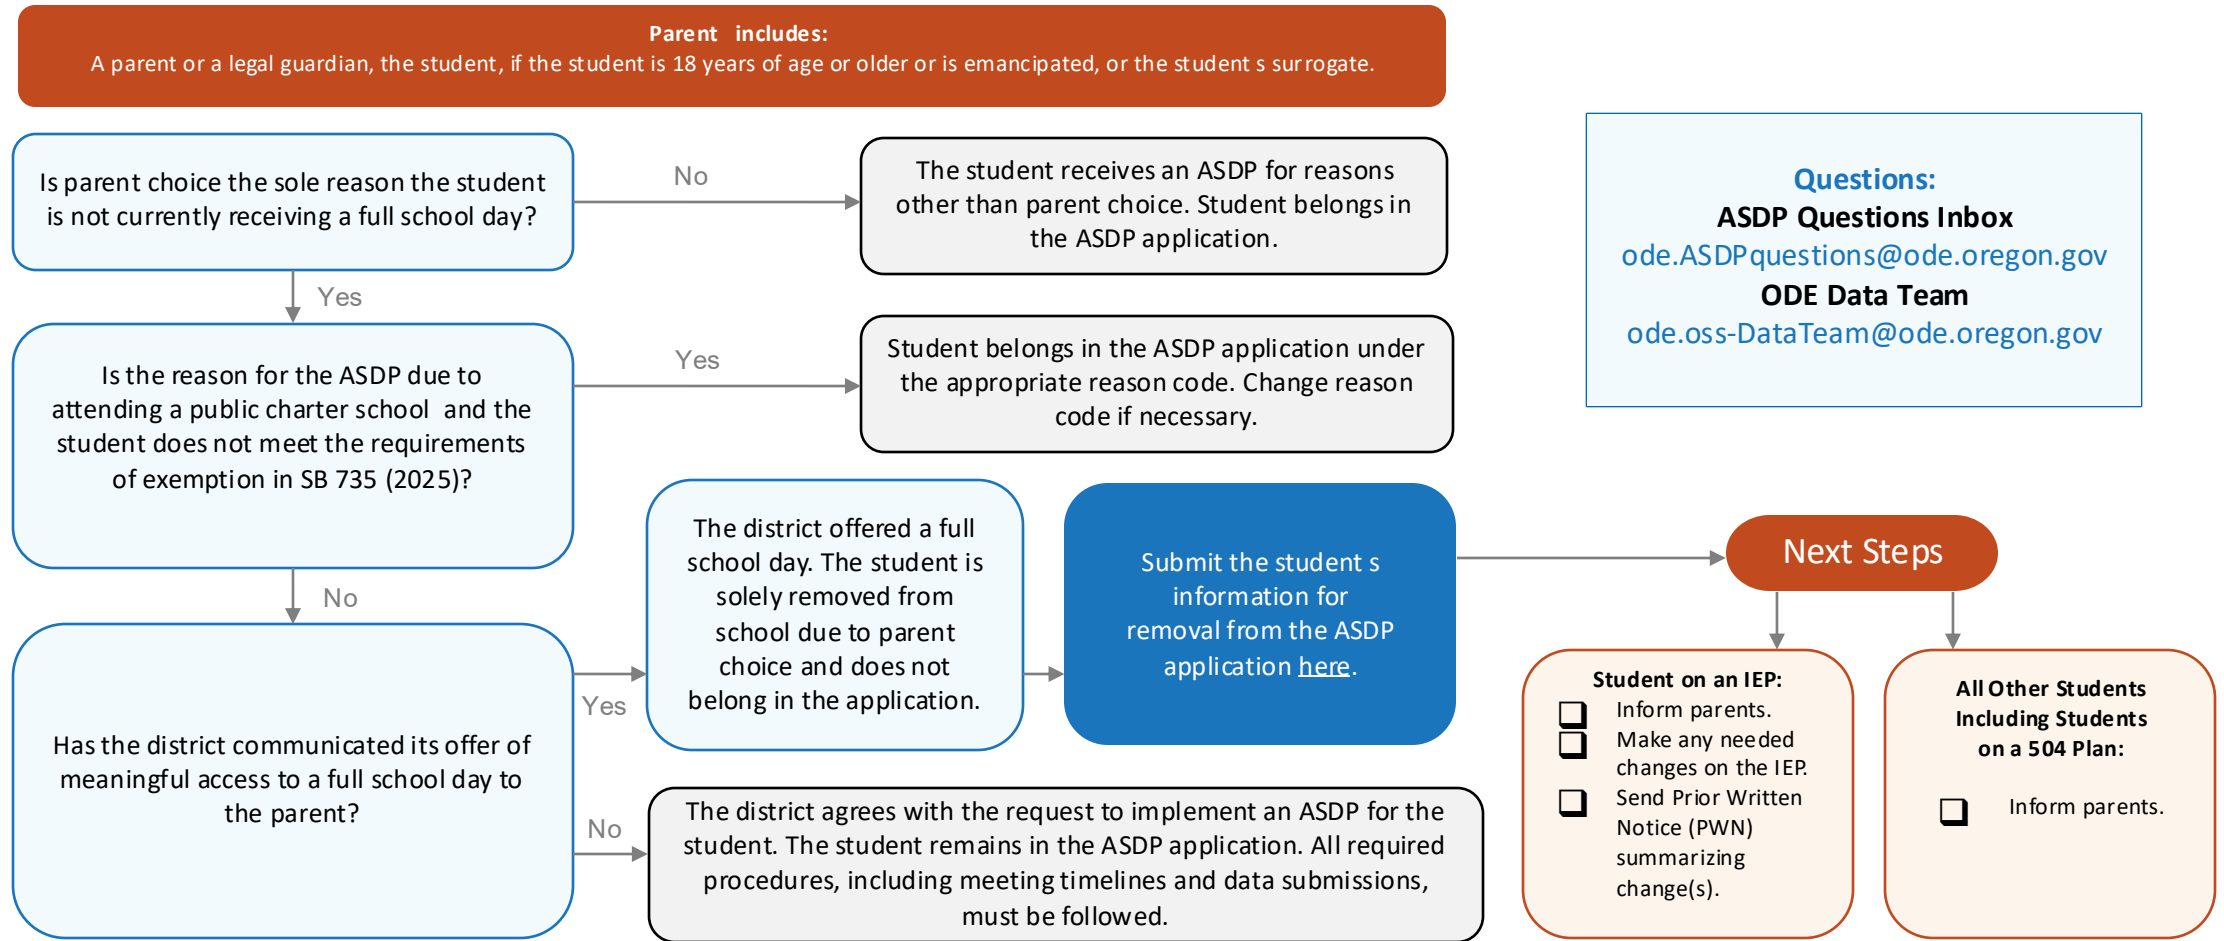 Parent includes:
A parent or a legal guardian, the student, if the student is 18 years of age or older or is emancipated, or the student s surrogate.
Is parent choice the sole reason the student
is not currently receiving a full school day?
No
The student receives an ASDP for reasons
other than parent choice. Student belongs in
the ASDP application.
Questions:
ASDP Questions Inbox
ode.ASDPquestions@ode.oregon.gov
ODE Data Team
ode.oss-DataTeam@ode.oregon.gov
Yes
Is the reason for the ASDP due to
attending a public charter school and the
student does not meet the requirements
of exemption in SB 735 (2025)?
Yes
Student belongs in the ASDP application under
the appropriate reason code. Change reason
code if necessary.
No
Has the district communicated its offer of
meaningful access to a full school day to
the parent?
Yes
The district offered a full
school day. The student is
solely removed from
school due to parent
choice and does not
belong in the application.
Submit the student s
information for
removal from the ASDP
application here.
No
The district agrees with the request to implement an ASDP for the
student. The student remains in the ASDP application. All required
procedures, including meeting timelines and data submissions,
must be followed.
Next Steps
Student on an IEP:
Inform parents.
Make any needed
changes on the IEP.
Send Prior Written
Notice (PWN)
summarizing
change(s).
All Other Students
Including Students
on a 504 Plan:
Inform parents.